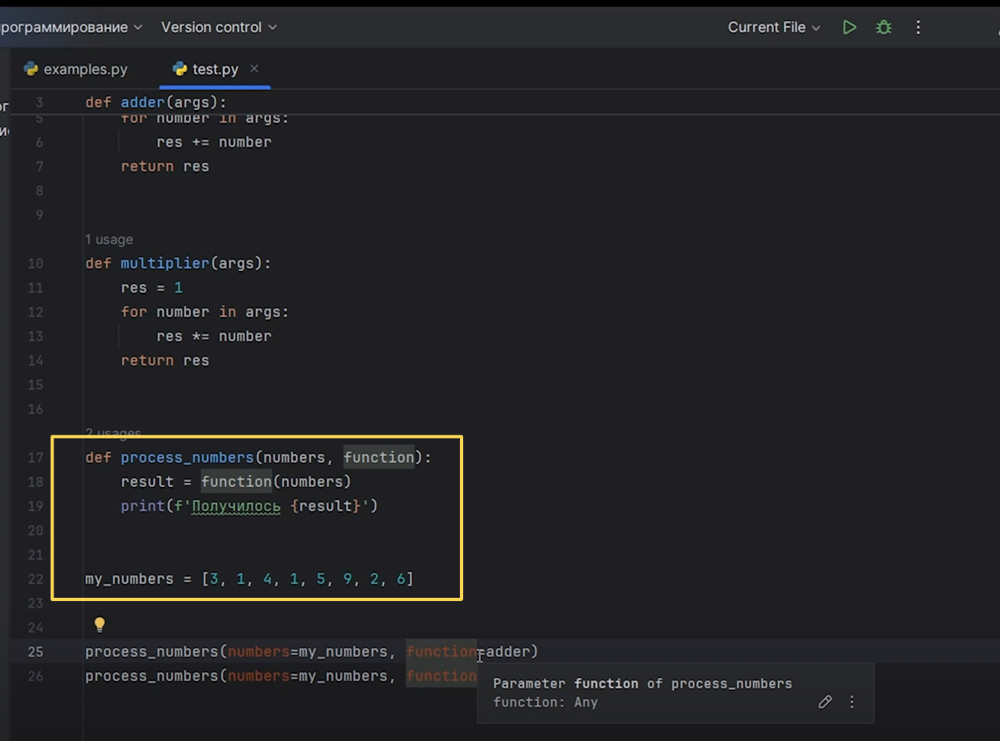 рограммирование Version control Current File
examples.py test.py
3 def adder(args):
5 for number in args:
6 res += number
7 return res
8
9
1 usage
10 def multiplier(args):
11 res = 1
12 for number in args:
13 res *= number
14 return res
15
16
2 usages
17 def process_numbers(numbers, function):
18 result = function(numbers)
19 print(f'Получилось {result}')
20
21
22 my_numbers = [3, 1, 4, 1, 5, 9, 2, 6]
23
24
25 process_numbers(numbers=my_numbers, function=adder)
26 process_numbers(numbers=my_numbers, function
Parameter function of process_numbers
function: Any